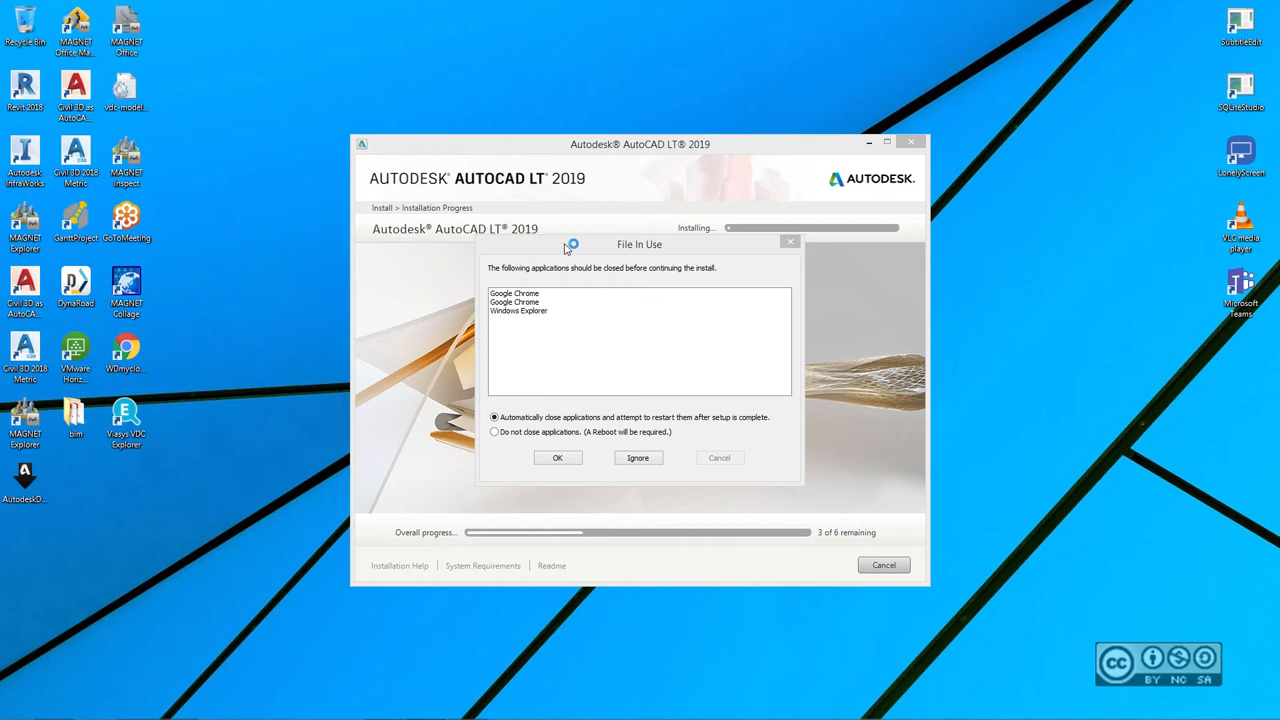 Recycle Bin
MAGNET
Office Ma...
MAGNET
Office
Revit 2018
Civil 3D as
AutoCA...
vdc-model...
Autodesk
InfraWorks
Civil 3D 2018
Metric
MAGNET
Inspect
MAGNET
Explorer
GanttProject
GoToMeeting
Civil 3D as
AutoCA...
DynaRoad
MAGNET
Collage
Civil 3D 2018
Metric
VMware
Horiz...
WDmyclo...
MAGNET
Explorer
bim
Viasys VDC
Explorer
AutodeskD...
Autodesk® AutoCAD LT® 2019
AUTODESK® AUTOCAD LT® 2019
AUTODESK.
Install > Installation Progress
Autodesk® AutoCAD LT® 2019
Installing...
File In Use
The following applications should be closed before continuing the install.
Google Chrome
Google Chrome
Windows Explorer
Automatically close applications and attempt to restart them after setup is complete.
Do not close applications. (A Reboot will be required.)
OK
Ignore
Cancel
Overall progress...
3 of 6 remaining
Installation Help
System Requirements
Readme
Cancel
SubtitleEdit
SQLiteStudio
LonelyScreen
VLC media
player
Microsoft
Teams
cc
BY NC SA